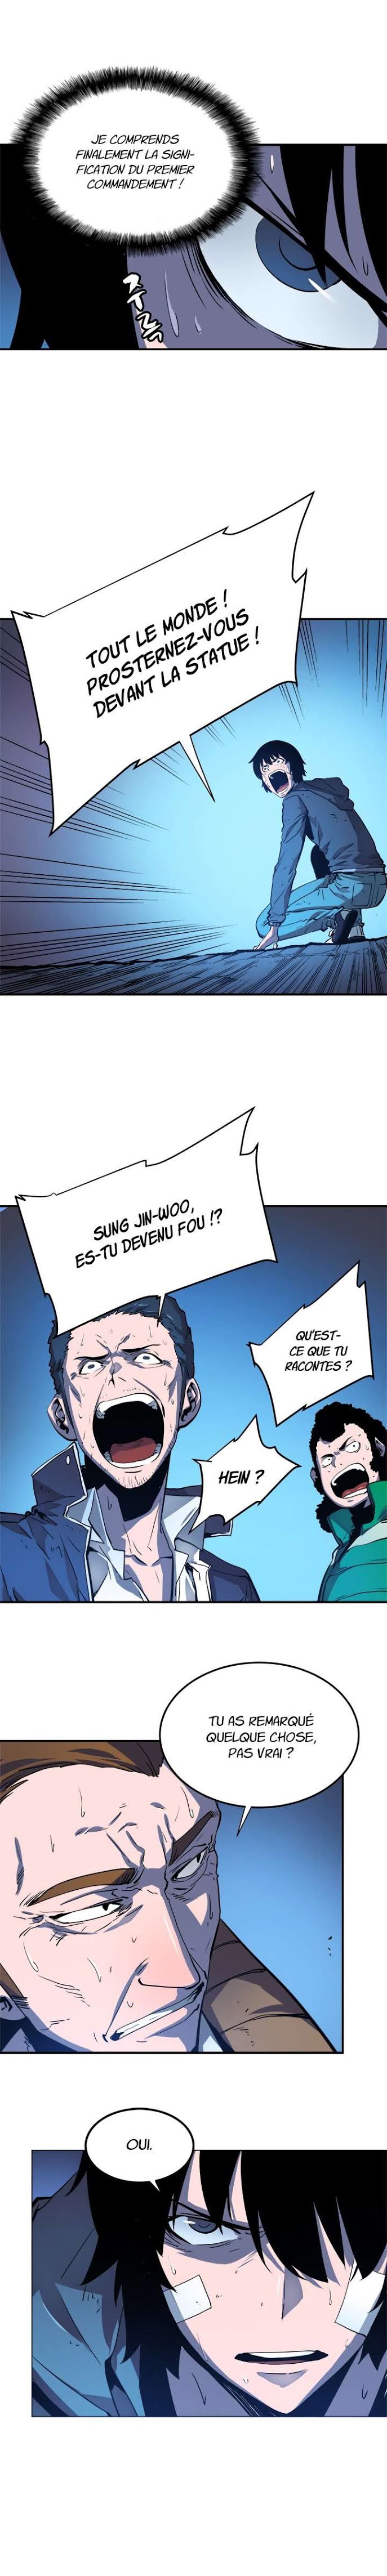 JE COMPRENDS
FINALEMENT LA SIGNI-
FICATION DU PREMIER
COMMANDEMENT !
주륵
TOUT LE MONDE !
PROSTERNEZ-VOUS
DEVANT LA STATUE !
SUNG JIN-WOO,
ES-TU DEVENU FOU !?
QU'EST-
CE QUE TU
RACONTES ?
HEIN ?
TU AS REMARQUÉ
QUELQUE CHOSE,
PAS VRAI ?
OUI.